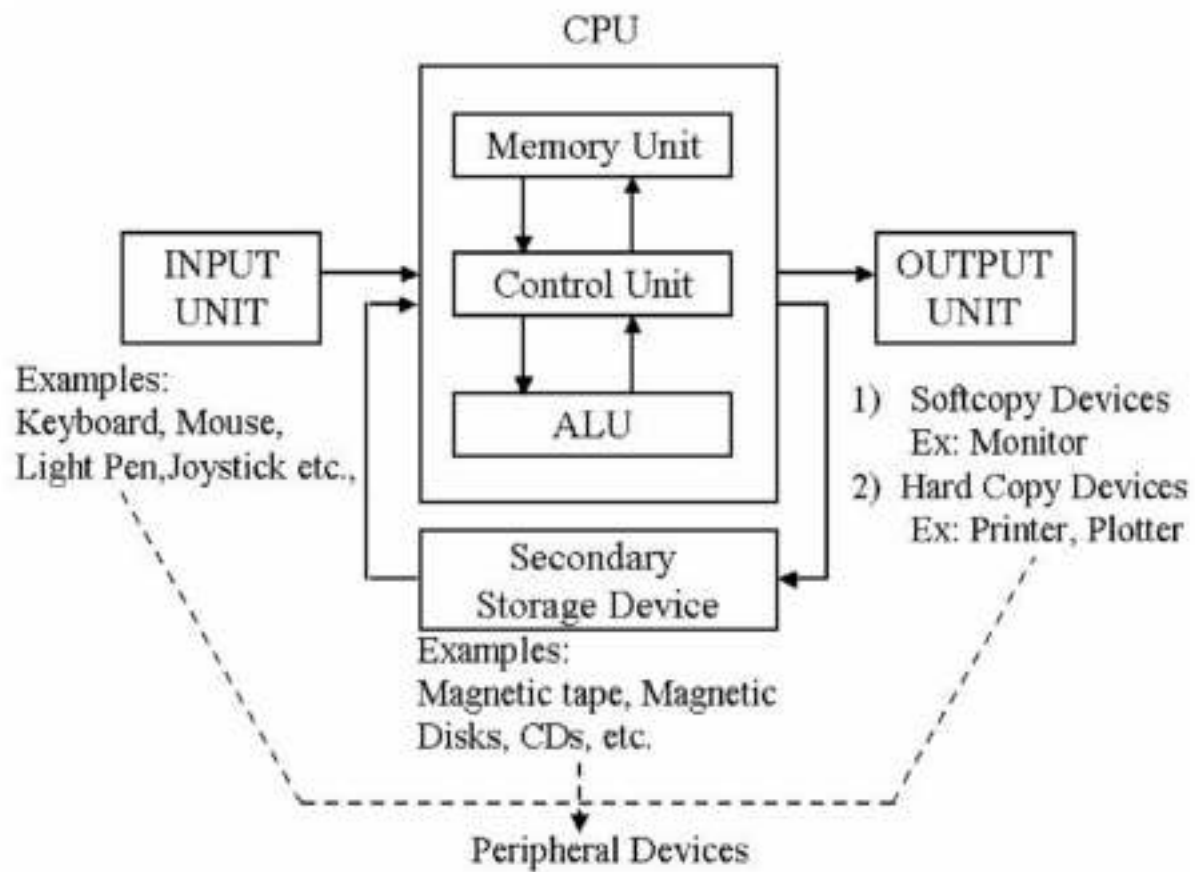 CPU
Memory Unit
Control Unit
ALU
INPUT
UNIT
Examples:
Keyboard, Mouse,
Light Pen,Joystick etc.,
OUTPUT
UNIT
1) Softcopy Devices
Ex: Monitor
2) Hard Copy Devices
Ex: Printer, Plotter
Secondary
Storage Device
Examples:
Magnetic tape, Magnetic
Disks, CDs, etc.
Peripheral Devices